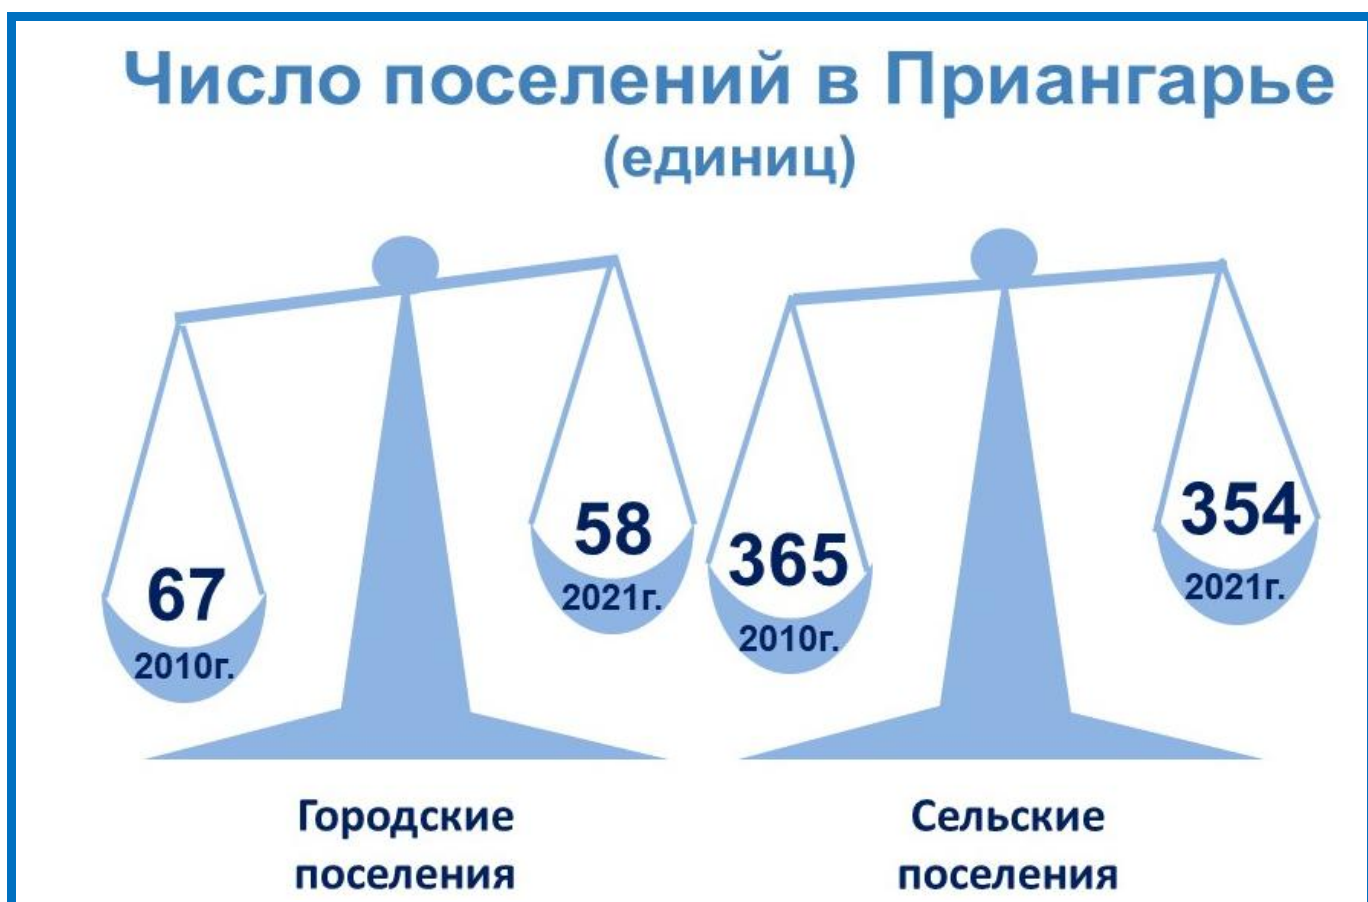 Число поселений в Приангарье
(единиц)
67
2010г.
58
2021г.
365
2010г.
354
2021г.
Городские
поселения
Сельские
поселения